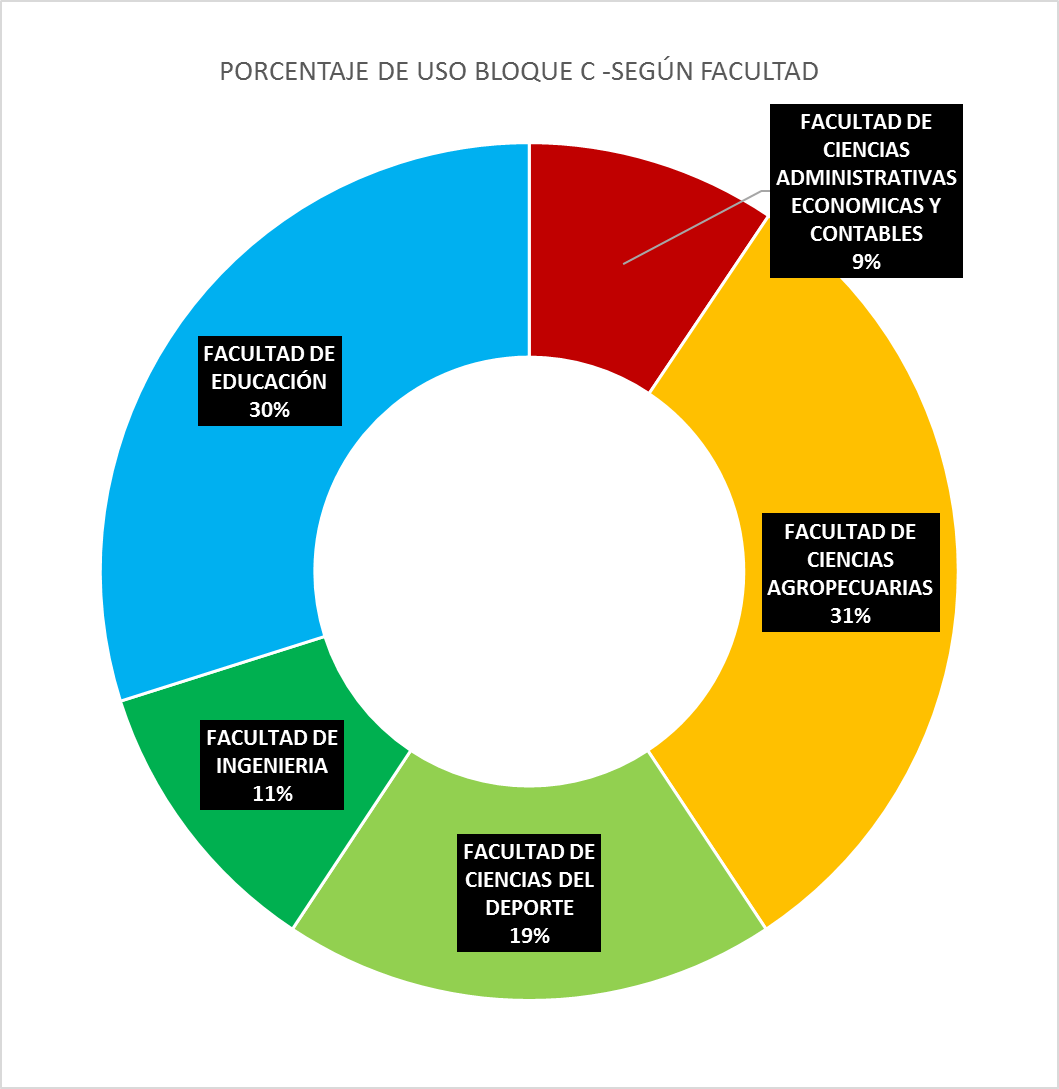 PORCENTAJE DE USO BLOQUE C -SEGÚN FACULTAD
FACULTAD DE
CIENCIAS
ADMINISTRATIVAS
ECONOMICAS Y
CONTABLES
9%
FACULTAD DE
CIENCIAS
AGROPECUARIAS
31%
FACULTAD DE
CIENCIAS DEL
DEPORTE
19%
FACULTAD DE
INGENIERIA
11%
FACULTAD DE
EDUCACIÓN
30%